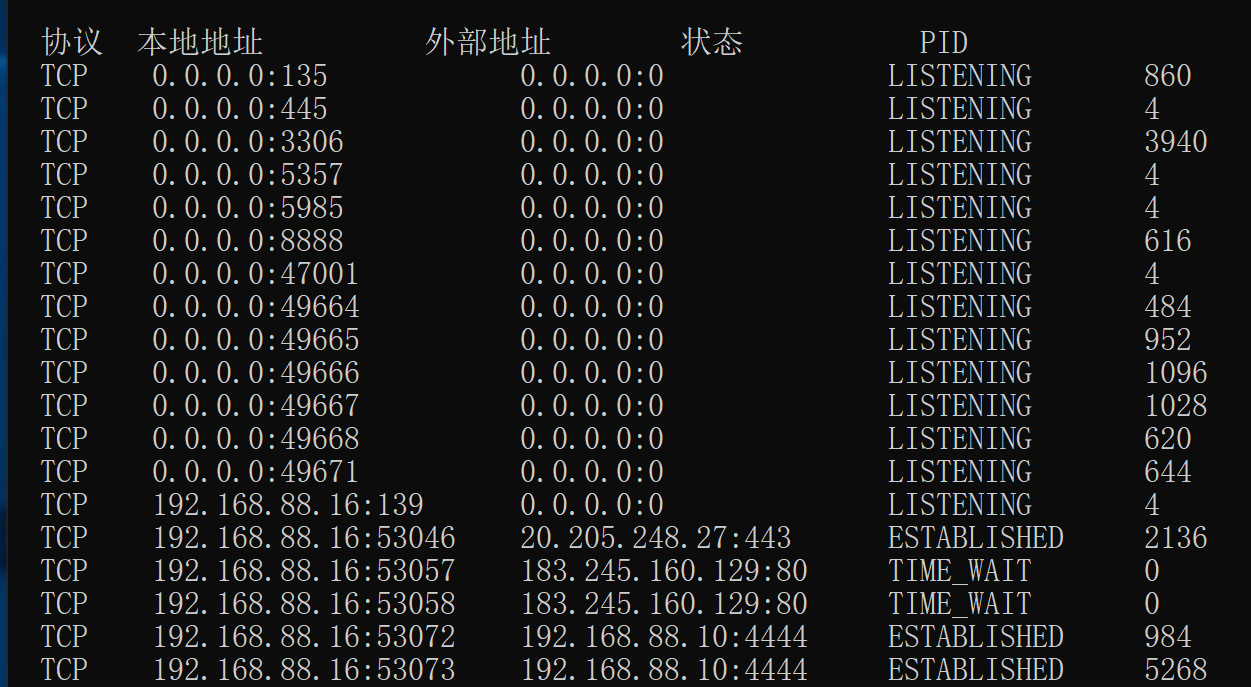 协议 本地地址 外部地址 状态 PID
TCP 0.0.0.0:135 0.0.0.0:0 LISTENING 860
TCP 0.0.0.0:445 0.0.0.0:0 LISTENING 4
TCP 0.0.0.0:3306 0.0.0.0:0 LISTENING 3940
TCP 0.0.0.0:5357 0.0.0.0:0 LISTENING 4
TCP 0.0.0.0:5985 0.0.0.0:0 LISTENING 4
TCP 0.0.0.0:8888 0.0.0.0:0 LISTENING 616
TCP 0.0.0.0:47001 0.0.0.0:0 LISTENING 4
TCP 0.0.0.0:49664 0.0.0.0:0 LISTENING 484
TCP 0.0.0.0:49665 0.0.0.0:0 LISTENING 952
TCP 0.0.0.0:49666 0.0.0.0:0 LISTENING 1096
TCP 0.0.0.0:49667 0.0.0.0:0 LISTENING 1028
TCP 0.0.0.0:49668 0.0.0.0:0 LISTENING 620
TCP 0.0.0.0:49671 0.0.0.0:0 LISTENING 644
TCP 192.168.88.16:139 0.0.0.0:0 LISTENING 4
TCP 192.168.88.16:53046 20.205.248.27:443 ESTABLISHED 2136
TCP 192.168.88.16:53057 183.245.160.129:80 TIME_WAIT 0
TCP 192.168.88.16:53058 183.245.160.129:80 TIME_WAIT 0
TCP 192.168.88.16:53072 192.168.88.10:4444 ESTABLISHED 984
TCP 192.168.88.16:53073 192.168.88.10:4444 ESTABLISHED 5268